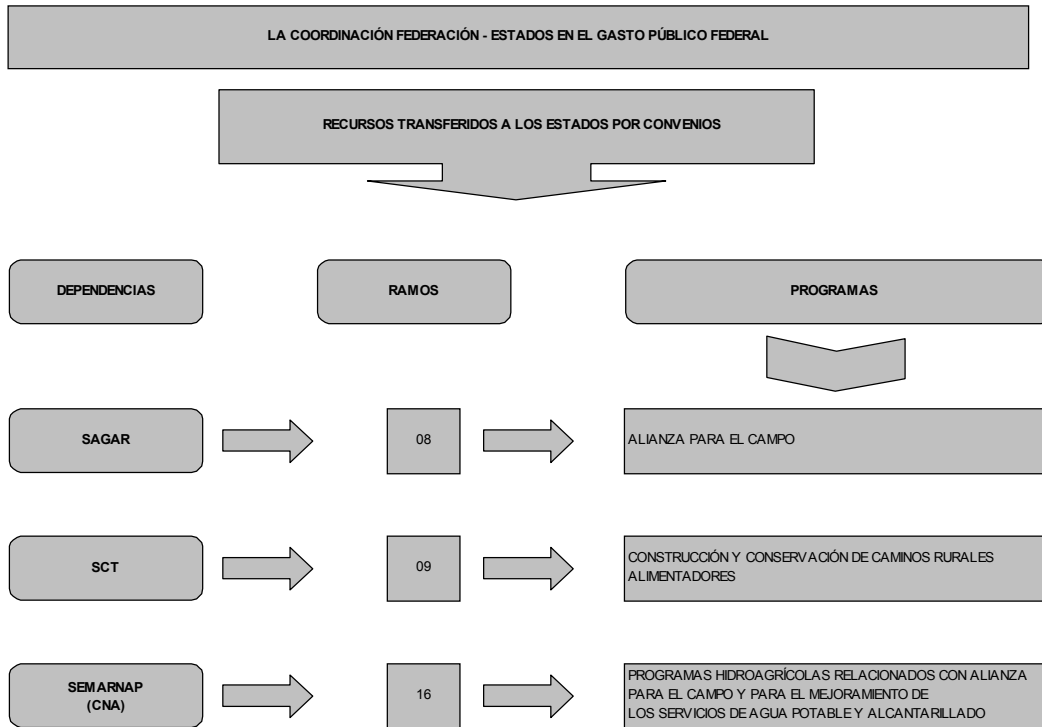 LA COORDINACIÓN FEDERACIÓN - ESTADOS EN EL GASTO PÚBLICO FEDERAL
RECURSOS TRANSFERIDOS A LOS ESTADOS POR CONVENIOS
DEPENDENCIAS
RAMOS
PROGRAMAS
SAGAR
08
ALIANZA PARA EL CAMPO
SCT
09
CONSTRUCCIÓN Y CONSERVACIÓN DE CAMINOS RURALES
ALIMENTADORES
SEMARNAP
(CNA)
16
PROGRAMAS HIDROAGRÍCOLAS RELACIONADOS CON ALIANZA
PARA EL CAMPO Y PARA EL MEJORAMIENTO DE
LOS SERVICIOS DE AGUA POTABLE Y ALCANTARILLADO